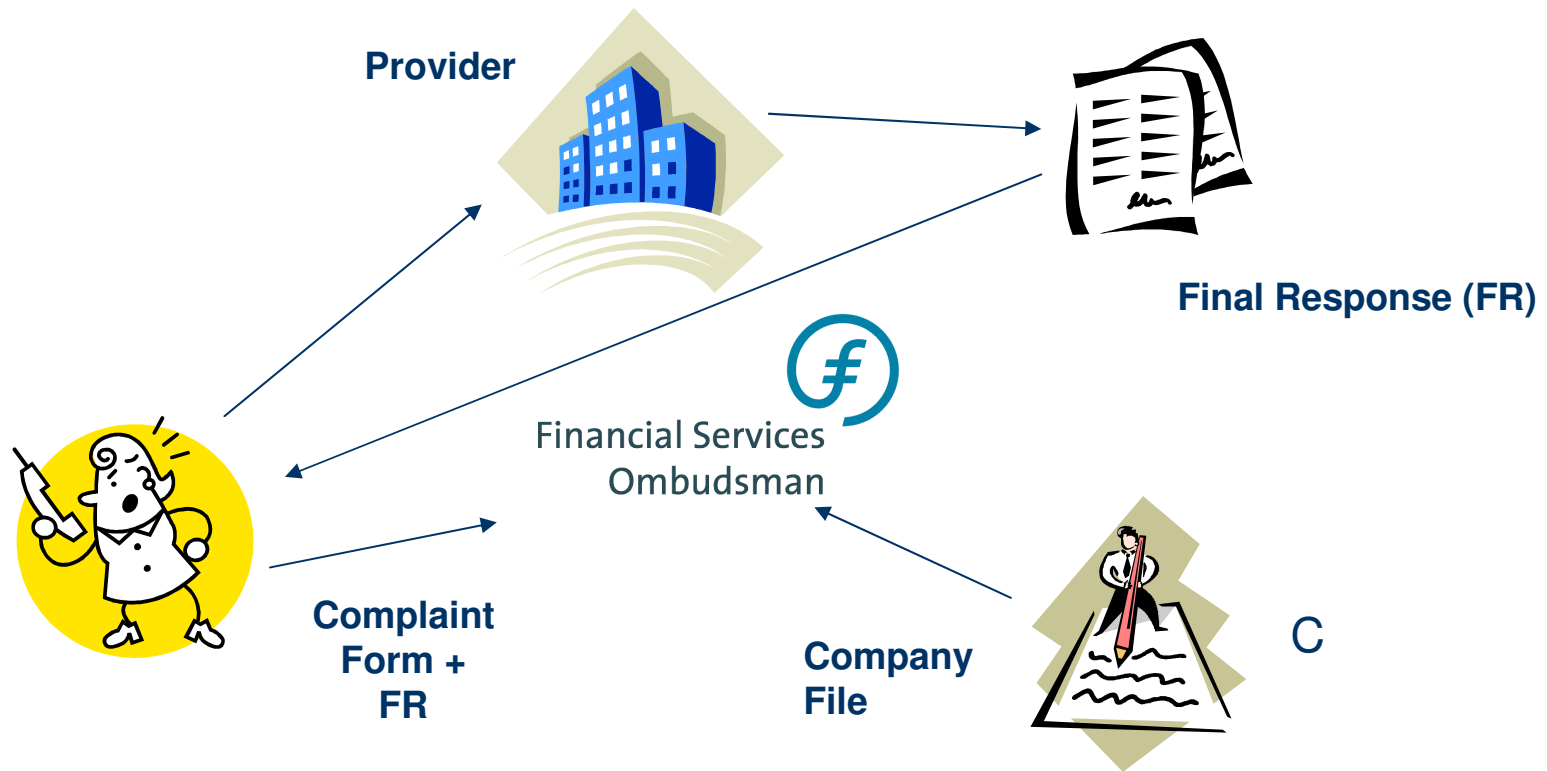 Provider
Final Response (FR)
Financial Services
Ombudsman
Complaint
Form +
FR
Company
File
C